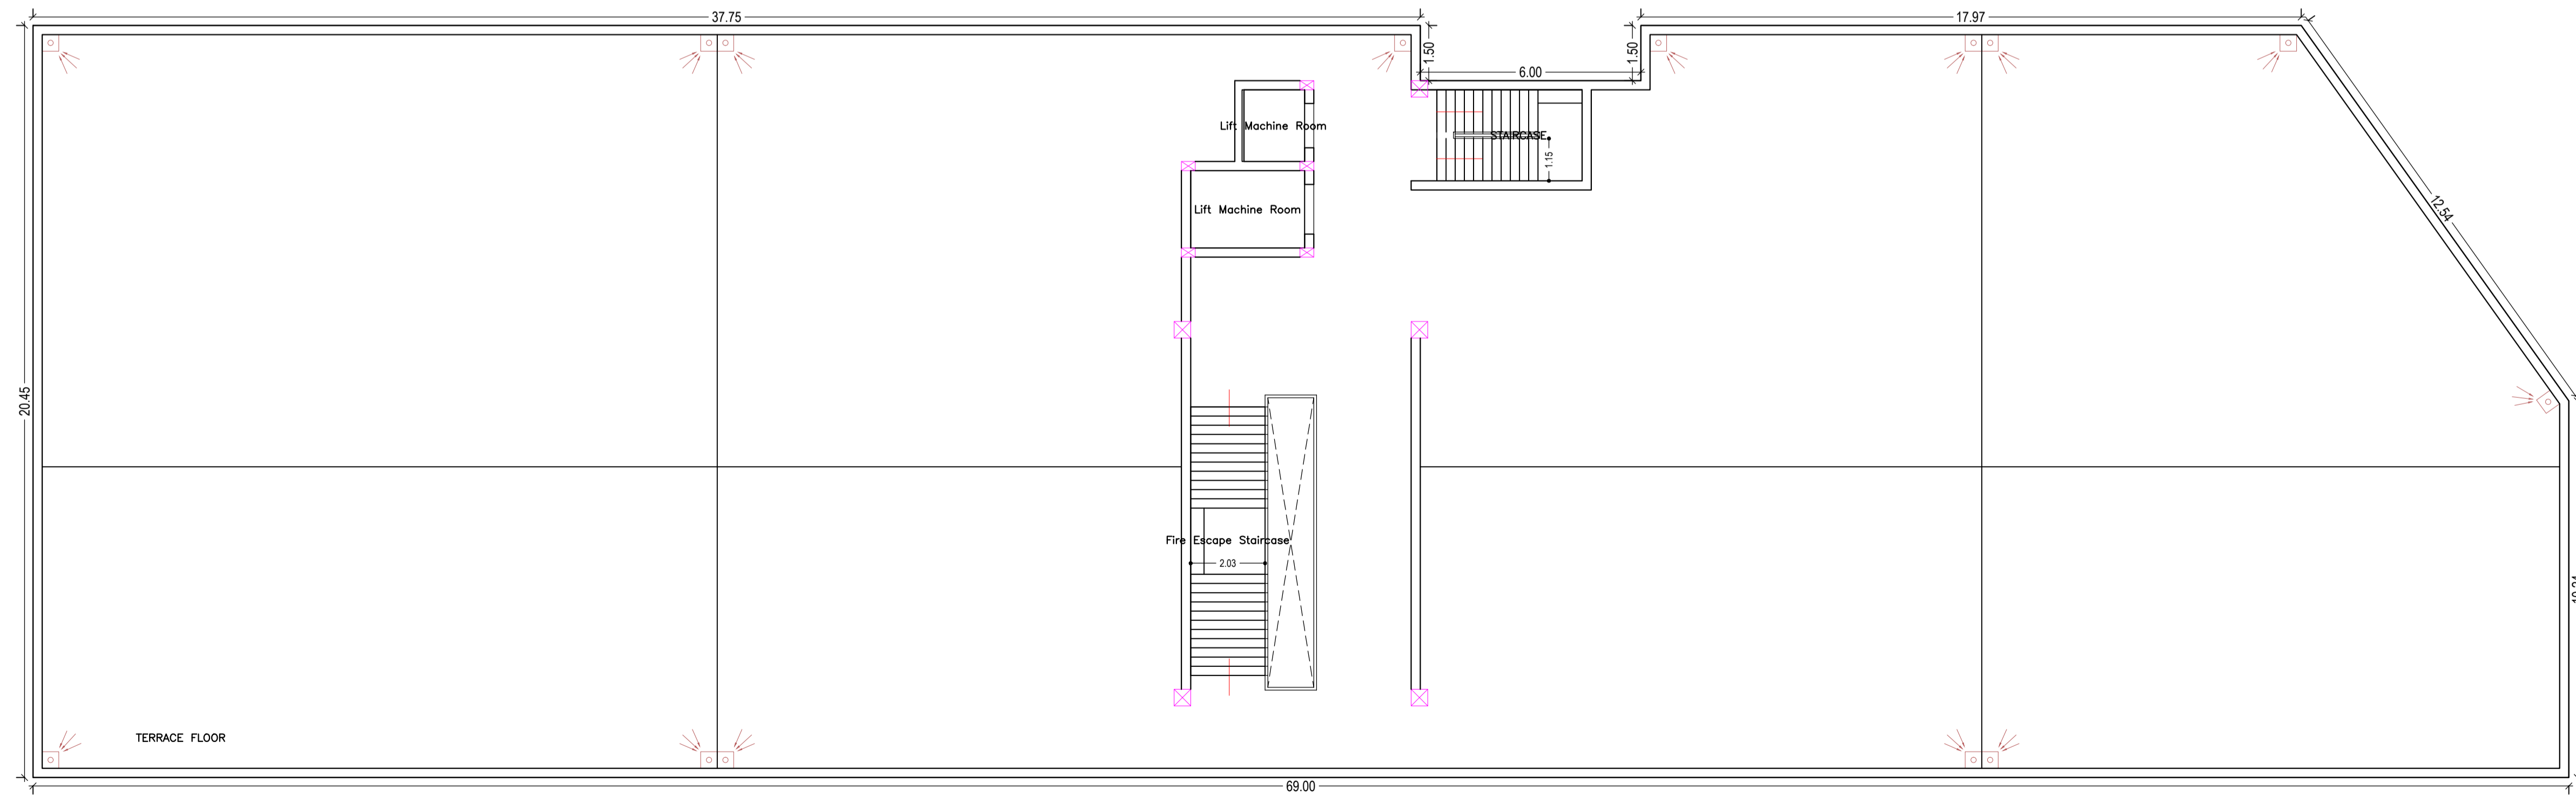 37.75
17.97
1.50
1.50
6.00
Lift Machine Room
STAIRCASE
1.15
12.54
Lift Machine Room
20.45
Fire Escape Staircase
2.03
TERRACE FLOOR
69.00